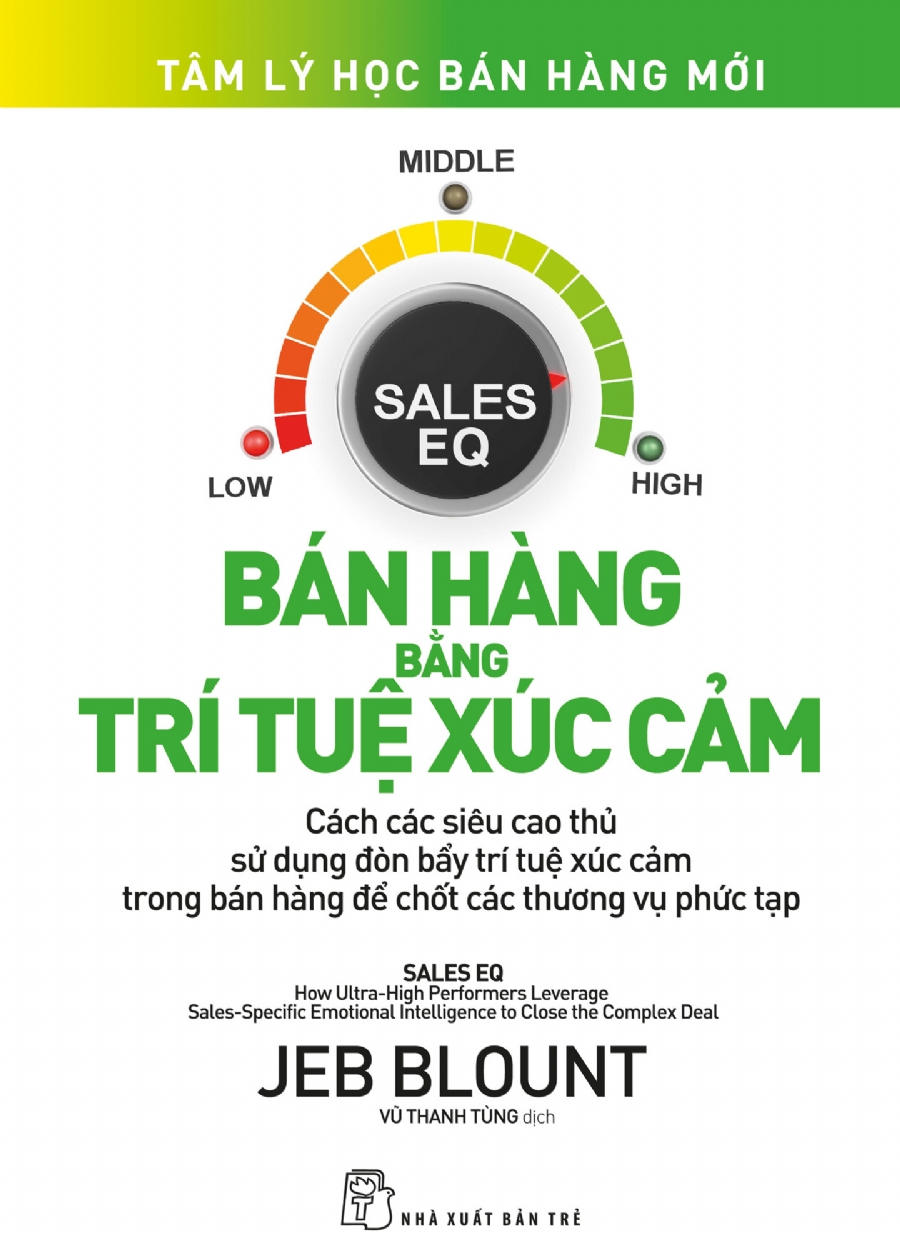 TÂM LÝ HỌC BÁN HÀNG MỚI
MIDDLE
SALES
EQ
LOW
HIGH
BÁN HÀNG
BẰNG
TRÍ TUỆ XÚC CẢM
Cách các siêu cao thủ
sử dụng đòn bẩy trí tuệ xúc cảm
trong bán hàng để chốt các thương vụ phức tạp
SALES EQ
How Ultra-High Performers Leverage
Sales-Specific Emotional Intelligence to Close the Complex Deal
JEB BLOUNT
VŨ THANH TÙNG dịch
T
NHÀ XUẤT BẢN TRẺ